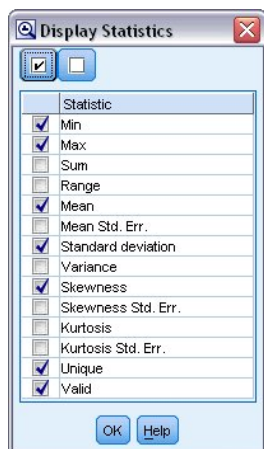 Display Statistics
Statistic
Min
Max
Sum
Range
Mean
Mean Std. Err.
Standard deviation
Variance
Skewness
Skewness Std. Err.
Kurtosis
Kurtosis Std. Err.
Unique
Valid
OK Help